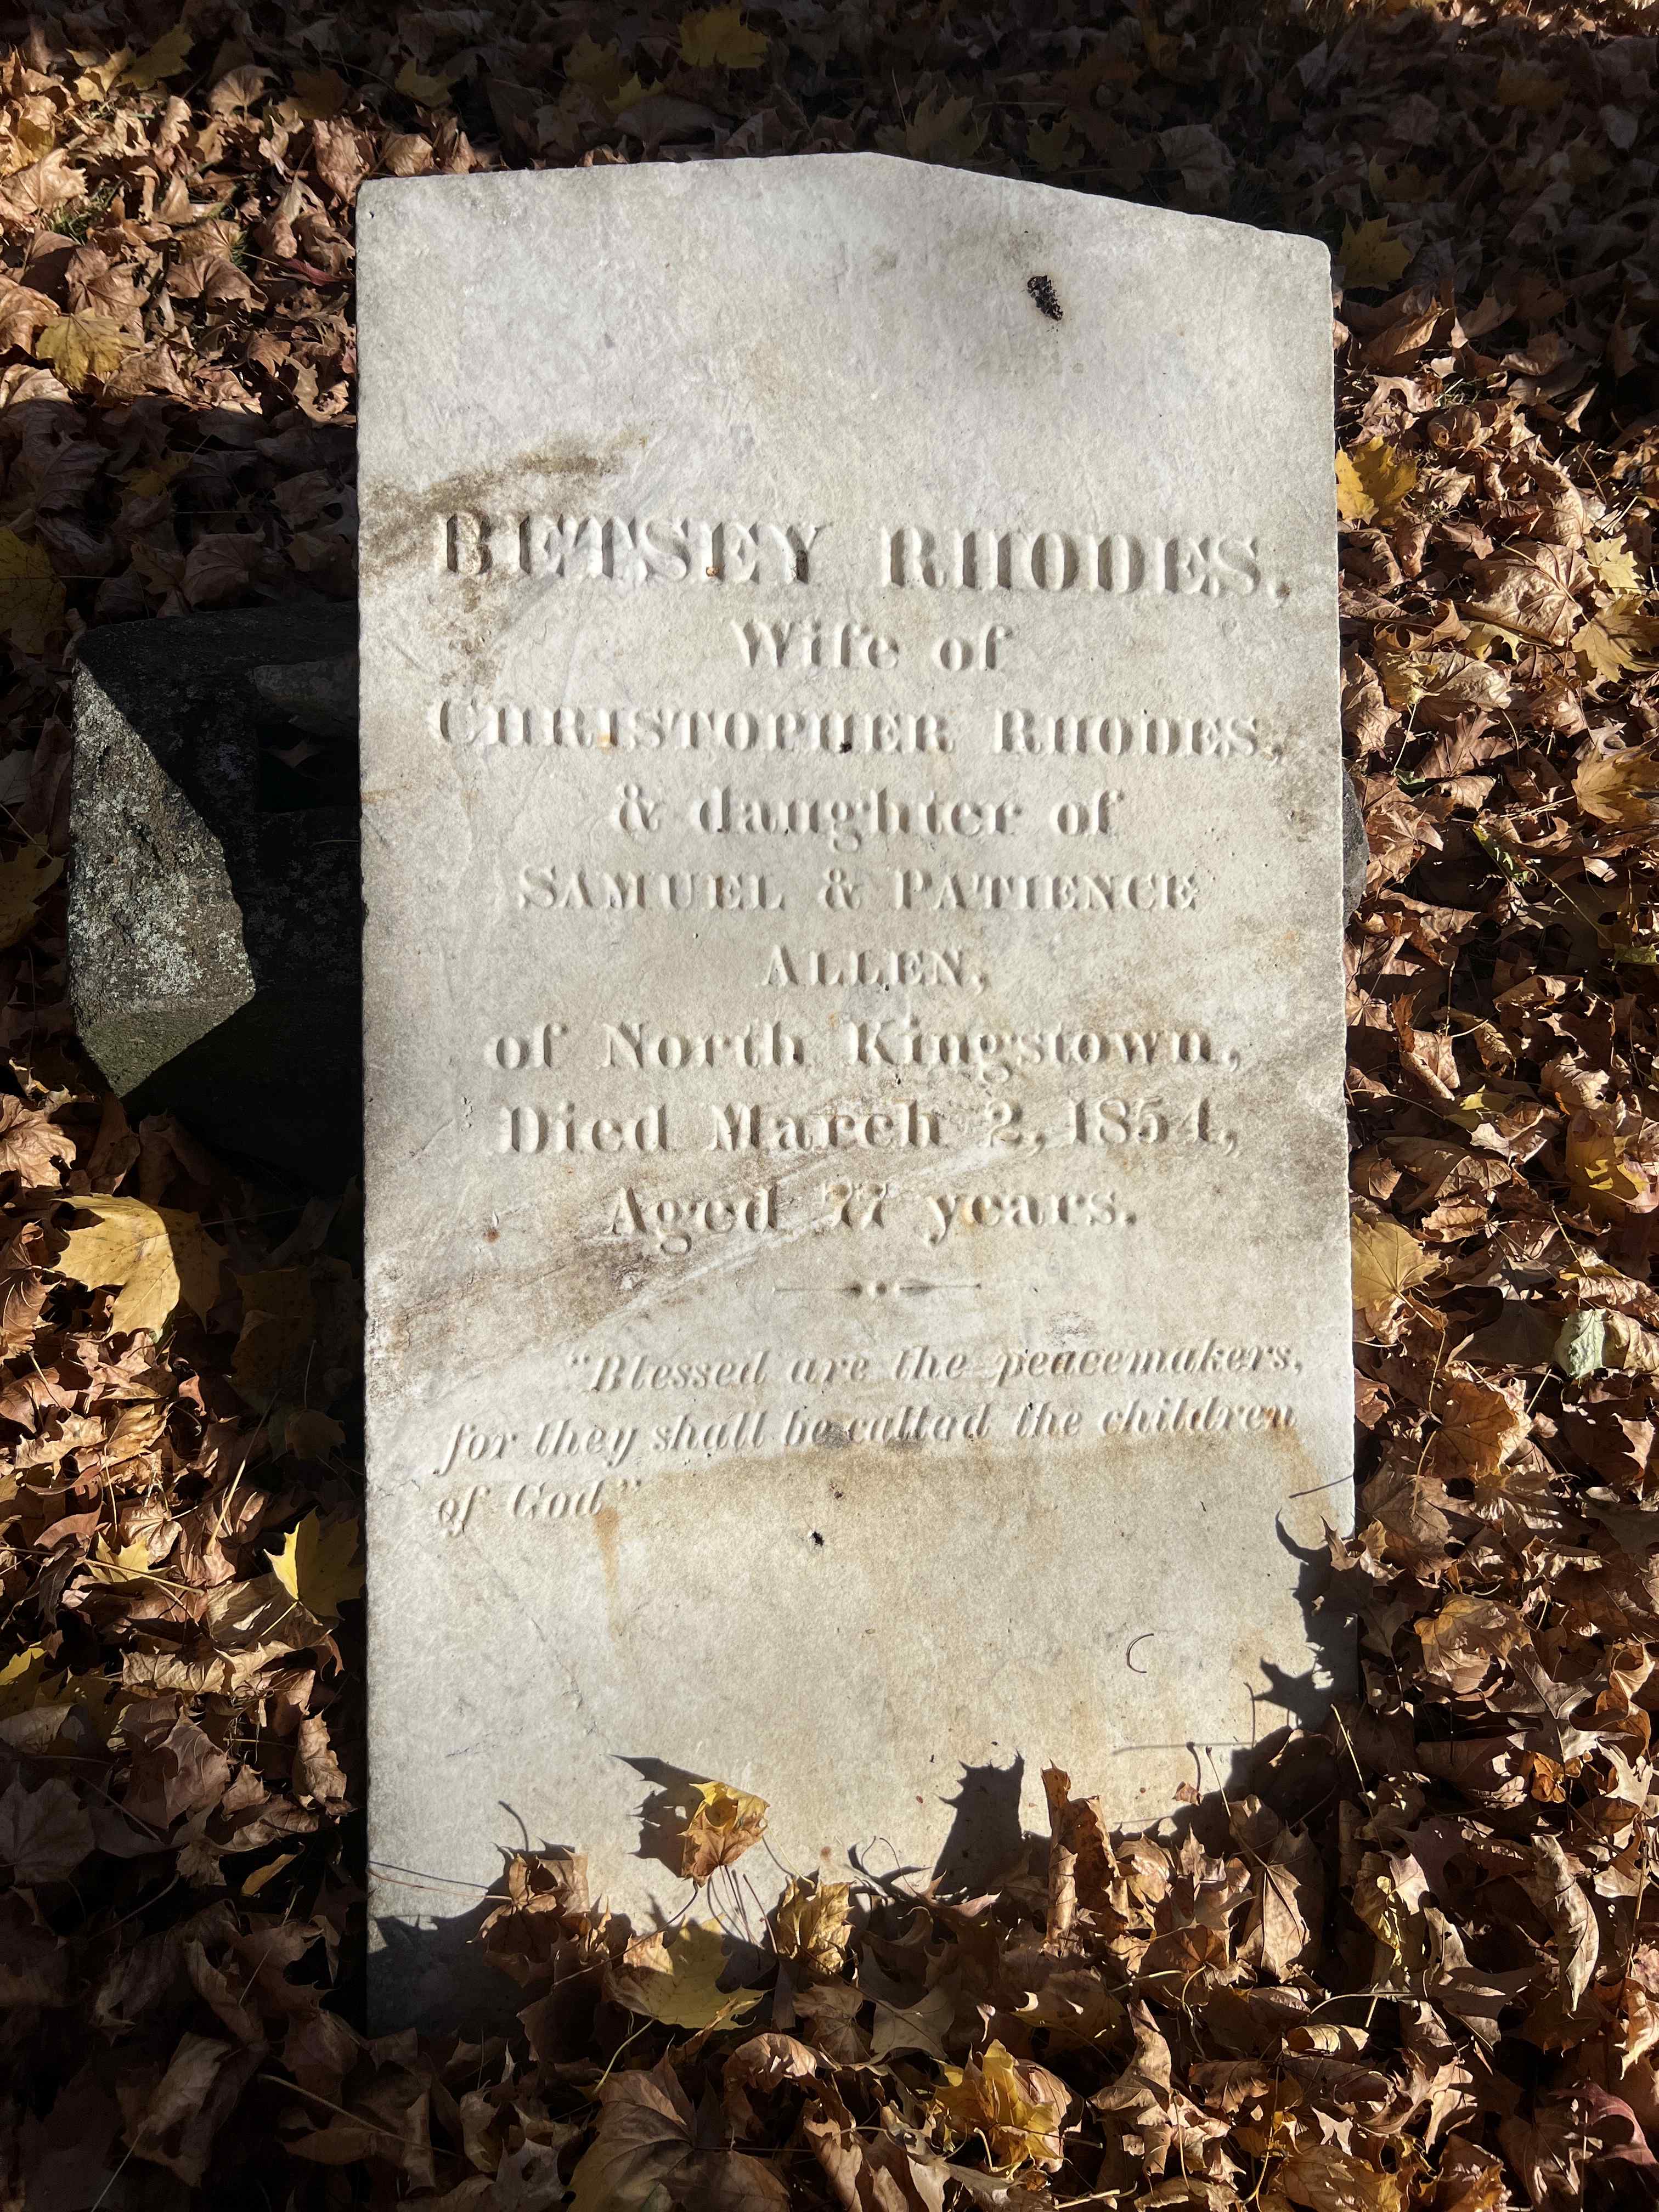 BETSEY RHODES,
Wife of
CHRISTOPHER RHODES,
& daughter of
SAMUEL & PATIENCE
ALLEN,
of North Kingstown,
Died March 2, 1854,
Aged 77 years.
"Blessed are the peacemakers,
for they shall be callad the children
of God"